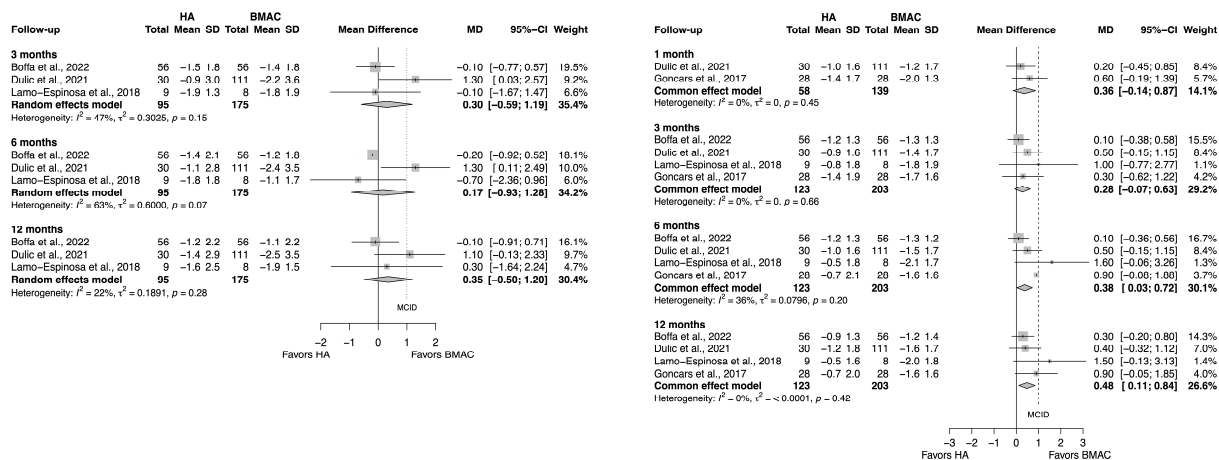 HA BMAC
Follow-up Total Mean SD Total Mean SD Mean Difference MD 95%-CI Weight
3 months
Boffa et al., 2022 56 −1.5 1.8 56 −1.4 1.8 −0.10 [−0.77; 0.57] 19.5%
Dulic et al., 2021 30 −0.9 3.0 111 −2.2 3.6 1.30 [ 0.03; 2.57] 9.2%
Lamo-Espinosa et al., 2018 9 −1.9 1.3 8 −1.8 1.9 −0.10 [−1.67; 1.47] 6.6%
Random effects model 95 175 0.30 [−0.59; 1.19] 35.4%
Heterogeneity: I² = 47%, τ² = 0.3025, p = 0.15
6 months
Boffa et al., 2022 56 −1.4 2.1 56 −1.2 1.8 −0.20 [−0.92; 0.52] 18.1%
Dulic et al., 2021 30 −1.1 2.8 111 −2.4 3.5 1.30 [ 0.11; 2.49] 10.0%
Lamo-Espinosa et al., 2018 9 −1.8 1.8 8 −1.1 1.7 −0.70 [−2.36; 0.96] 6.0%
Random effects model 95 175 0.17 [−0.93; 1.28] 34.2%
Heterogeneity: I² = 63%, τ² = 0.6000, p = 0.07
12 months
Boffa et al., 2022 56 −1.2 2.2 56 −1.1 2.2 −0.10 [−0.91; 0.71] 16.1%
Dulic et al., 2021 30 −1.4 2.9 111 −2.5 3.5 1.10 [−0.13; 2.33] 9.7%
Lamo-Espinosa et al., 2018 9 −1.6 2.5 8 −1.9 1.5 0.30 [−1.64; 2.24] 4.7%
Random effects model 95 175 0.35 [−0.50; 1.20] 30.4%
Heterogeneity: I² = 22%, τ² = 0.1891, p = 0.28
MCID
−2 −1 0 1 2
Favors HA Favors BMAC
HA BMAC
Follow-up Total Mean SD Total Mean SD Mean Difference MD 95%-CI Weight
1 month
Dulic et al., 2021 30 −1.0 1.6 111 −1.2 1.7 0.20 [−0.45; 0.85] 8.4%
Goncars et al., 2017 28 −1.4 1.7 28 −2.0 1.3 0.60 [−0.19; 1.39] 5.7%
Common effect model 58 139 0.36 [−0.14; 0.87] 14.1%
Heterogeneity: I² = 0%, τ² = 0, p = 0.45
3 months
Boffa et al., 2022 56 −1.2 1.3 56 −1.3 1.3 0.10 [−0.38; 0.58] 15.5%
Dulic et al., 2021 30 −0.9 1.6 111 −1.4 1.7 0.50 [−0.15; 1.15] 8.4%
Lamo-Espinosa et al., 2018 9 −0.8 1.8 8 −1.8 1.9 1.00 [−0.77; 2.77] 1.1%
Goncars et al., 2017 28 −1.4 1.9 28 −1.7 1.6 0.30 [−0.62; 1.22] 4.2%
Common effect model 123 203 0.28 [−0.07; 0.63] 29.2%
Heterogeneity: I² = 0%, τ² = 0, p = 0.66
6 months
Boffa et al., 2022 56 −1.2 1.3 56 −1.3 1.2 0.10 [−0.36; 0.56] 16.7%
Dulic et al., 2021 30 −1.0 1.6 111 −1.5 1.7 0.50 [−0.15; 1.15] 8.4%
Lamo-Espinosa et al., 2018 9 −0.5 1.8 8 −2.1 1.7 1.60 [−0.06; 3.26] 1.3%
Goncars et al., 2017 28 −0.7 2.1 28 −1.6 1.6 0.90 [−0.08; 1.88] 3.7%
Common effect model 123 203 0.38 [ 0.03; 0.72] 30.1%
Heterogeneity: I² = 36%, τ² = 0.0796, p = 0.20
12 months
Boffa et al., 2022 56 −0.9 1.3 56 −1.2 1.4 0.30 [−0.20; 0.80] 14.3%
Dulic et al., 2021 30 −1.2 1.8 111 −1.6 1.7 0.40 [−0.32; 1.12] 7.0%
Lamo-Espinosa et al., 2018 9 −0.5 1.6 8 −2.0 1.8 1.50 [−0.13; 3.13] 1.4%
Goncars et al., 2017 28 −0.7 2.0 28 −1.6 1.6 0.90 [−0.05; 1.85] 4.0%
Common effect model 123 203 0.48 [ 0.11; 0.84] 26.6%
Heterogeneity: I² = 0%, τ² = < 0.0001, p = 0.42
MCID
−3 −2 −1 0 1 2 3
Favors HA Favors BMAC